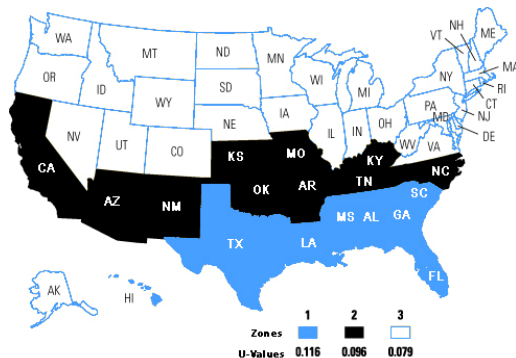 WA
MT
ND
MN
VT
NH
ME
OR
ID
WY
SD
WI
MI
NY
MA
RI
CT
NV
UT
CO
NE
IA
IL
IN
OH
PA
NJ
MD
DE
WV
VA
CA
AZ
NM
KS
MO
KY
OK
AR
TN
NC
TX
LA
MS
AL
GA
SC
FL
AK
HI
Zones 1 2 3
U-Values 0.116 0.096 0.079